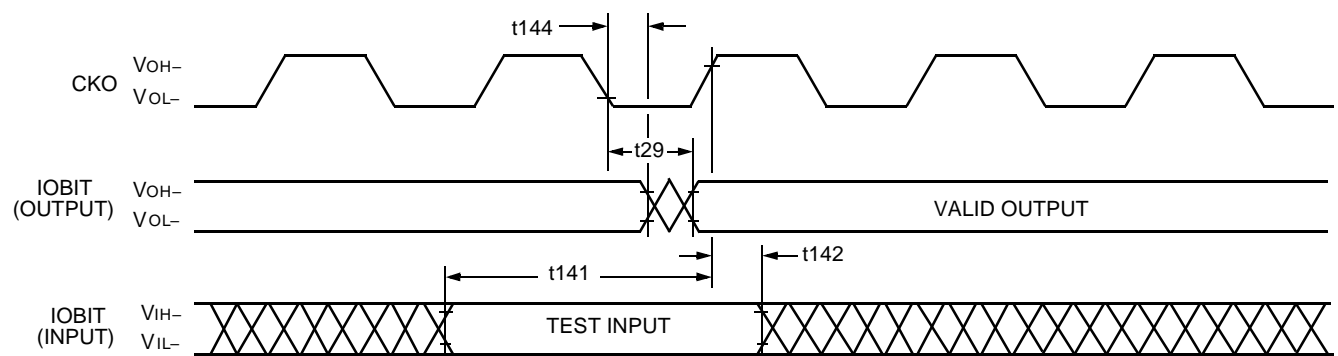 t144
VOH–
CKO
VOL–
t29
IOBIT
(OUTPUT)
VOH–
VOL–
VALID OUTPUT
t142
t141
IOBIT
(INPUT)
VIH–
VIL–
TEST INPUT